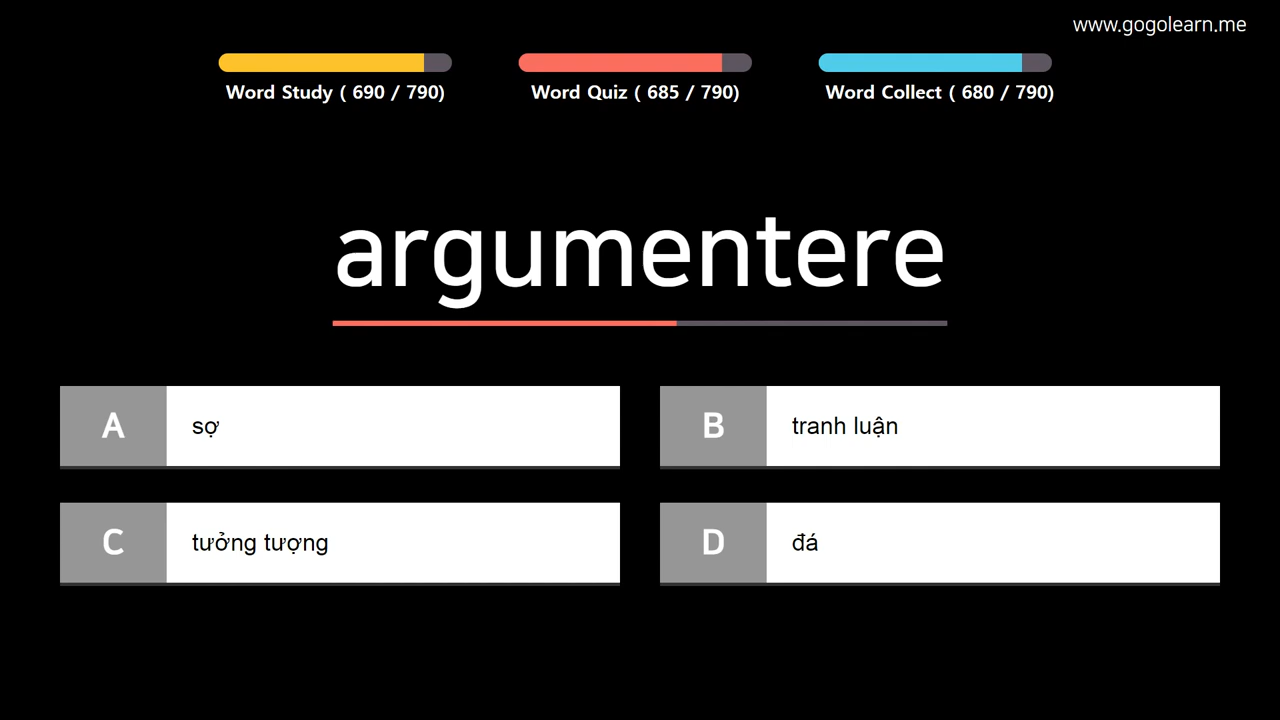 www.gogolearn.me
Word Study ( 690 / 790)
Word Quiz ( 685 / 790)
Word Collect ( 680 / 790)
argumentere
A sợ
B tranh luận
C tưởng tượng
D đá